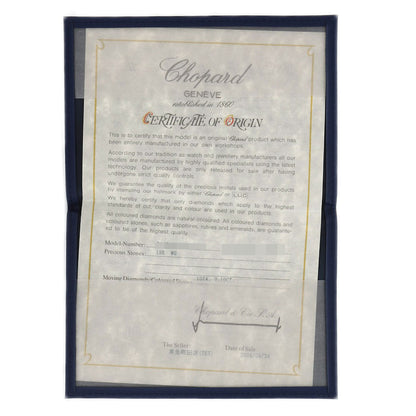 Chopard
GENÈVE
established in 1860
CERTIFICATE OF ORIGIN
This is to certify that this model is an original Chopard product which has
been entirely manufactured in our own workshops.
According to our tradition as watch and jewellery manufacturers all our
models are manufactured by highly qualified specialists using the latest
technology. Our products are only released for sale after having
undergone strict quality controls.
We guarantee the quality of the precious metals used in our products
by inserting our hallmark by either Chopard or
We hereby certify that only diamonds which apply to the highest
standards of cut, clarity and colour are used in our products.
All coloured diamonds are natural coloured. All coloured diamonds and
coloured stones, such as sapphires, rubies and emeralds, are guarant-
eed to be of the highest quality.
Model-Number:
Precious Stones: 18K WG
Moving Diamonds/Coloured Stones
Chopard & Cie S.A.
The Seller: Date of Sale